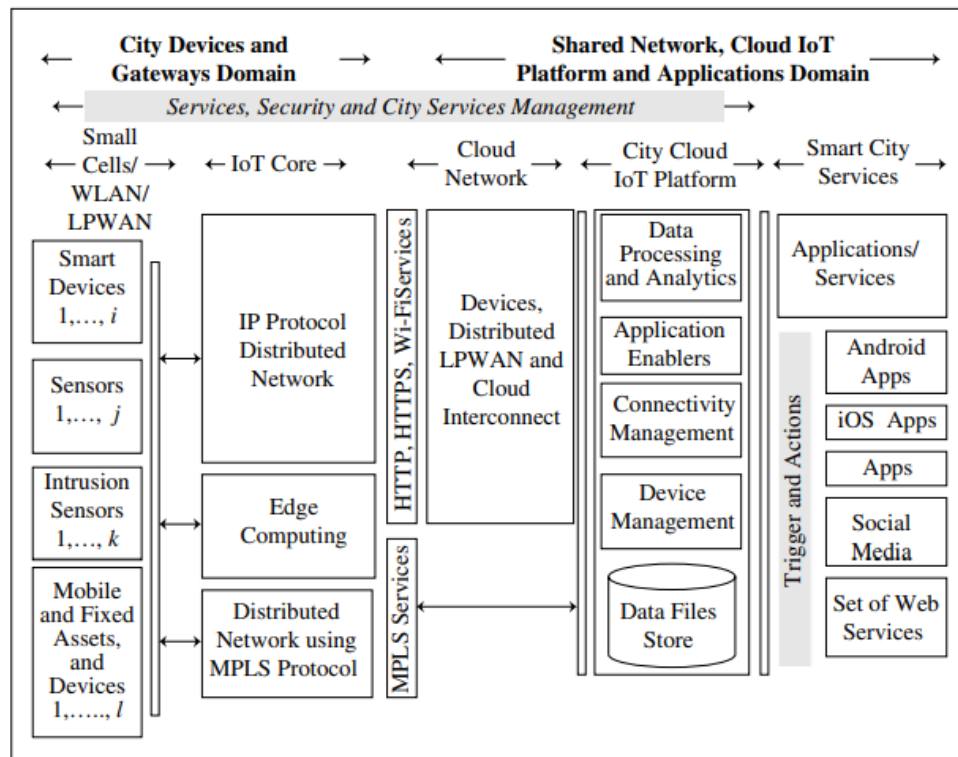 City Devices and
Gateways Domain
Shared Network, Cloud IoT
Platform and Applications Domain
Services, Security and City Services Management
Small
Cells/
WLAN/
LPWAN
IoT Core
Cloud
Network
City Cloud
IoT Platform
Smart City
Services
Smart
Devices
1,…, i
Sensors
1,…, j
Intrusion
Sensors
1,…, k
Mobile
and Fixed
Assets,
and
Devices
1,….., l
IP Protocol
Distributed
Network
Edge
Computing
Distributed
Network using
MPLS Protocol
HTTP, HTTPS, Wi-FiServices
MPLS Services
Devices,
Distributed
LPWAN and
Cloud
Interconnect
Data
Processing
and Analytics
Application
Enablers
Connectivity
Management
Device
Management
Data Files
Store
Applications/
Services
Trigger and Actions
Android
Apps
iOS Apps
Apps
Social
Media
Set of Web
Services